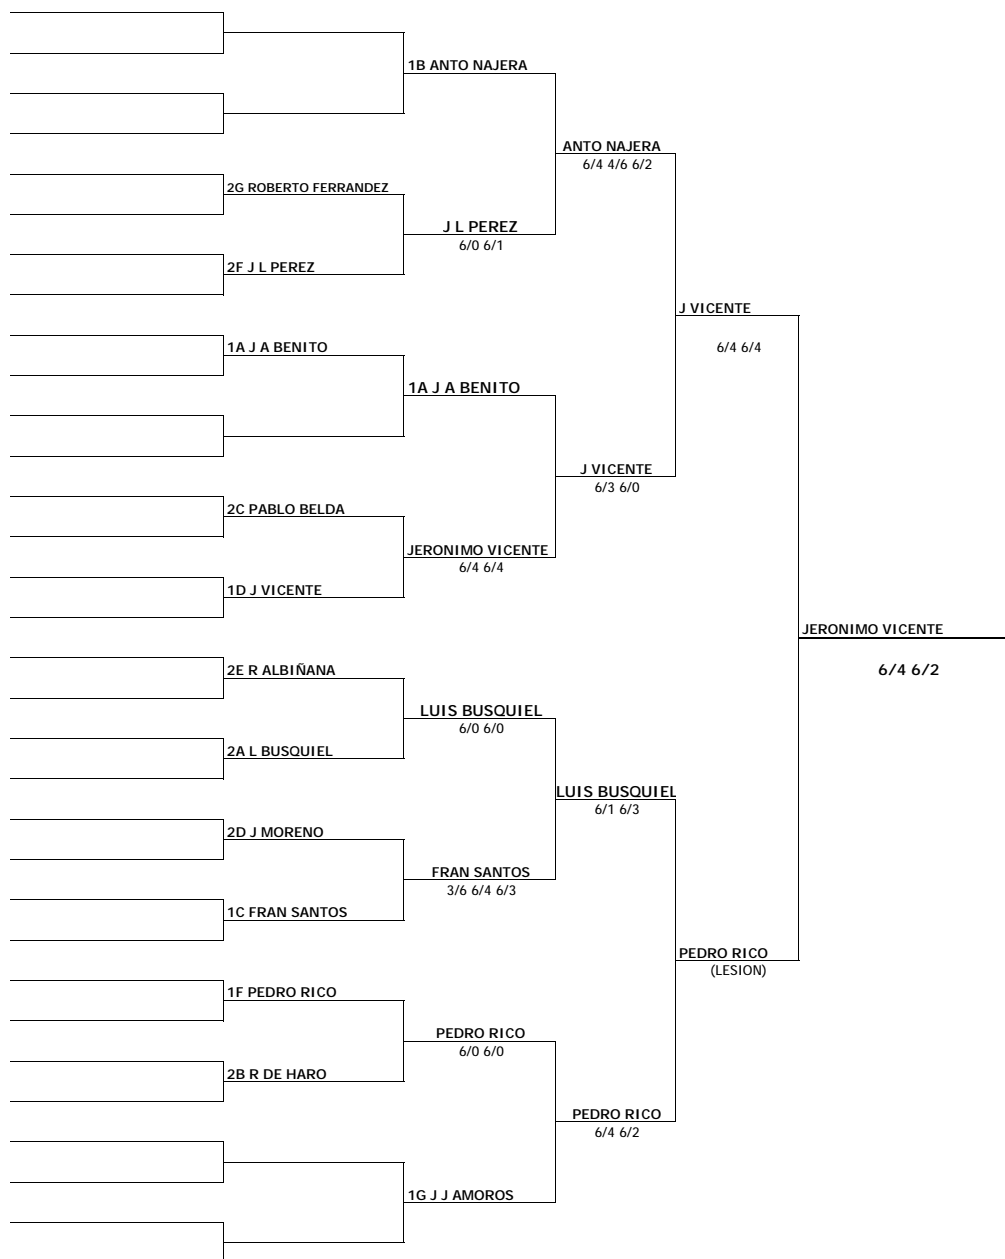 1B ANTO NAJERA
ANTO NAJERA
6/4 4/6 6/2
2G ROBERTO FERRANDEZ
J L PEREZ
6/0 6/1
2F J L PEREZ
J VICENTE
6/4 6/4
1A J A BENITO
1A J A BENITO
J VICENTE
6/3 6/0
2C PABLO BELDA
JERONIMO VICENTE
6/4 6/4
1D J VICENTE
JERONIMO VICENTE
6/4 6/2
2E R ALBIÑANA
LUIS BUSQUIEL
6/0 6/0
2A L BUSQUIEL
LUIS BUSQUIEL
6/1 6/3
2D J MORENO
FRAN SANTOS
3/6 6/4 6/3
1C FRAN SANTOS
PEDRO RICO
(LESION)
1F PEDRO RICO
PEDRO RICO
6/0 6/0
2B R DE HARO
PEDRO RICO
6/4 6/2
1G J J AMOROS